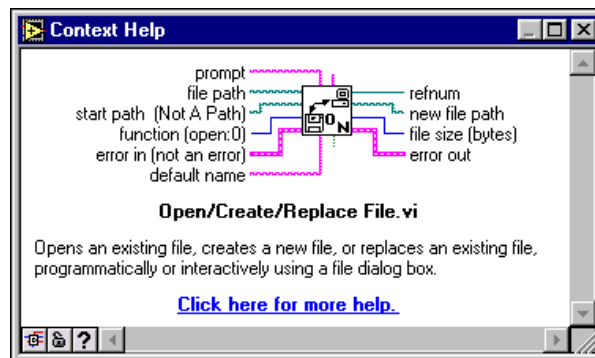 Context Help
prompt
file path
start path (Not A Path)
function (open:0)
error in (not an error)
default name
refnum
new file path
file size (bytes)
error out
Open/Create/Replace File.vi
Opens an existing file, creates a new file, or replaces an existing file,
programmatically or interactively using a file dialog box.
Click here for more help.
?